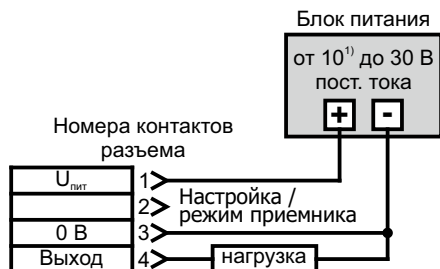 Блок питания
от 10¹⁾ до 30 В
пост. тока
+ -
Номера контактов
разъема
Uпит 1
2 Настройка /
режим приемника
0 В 3
Выход 4 нагрузка